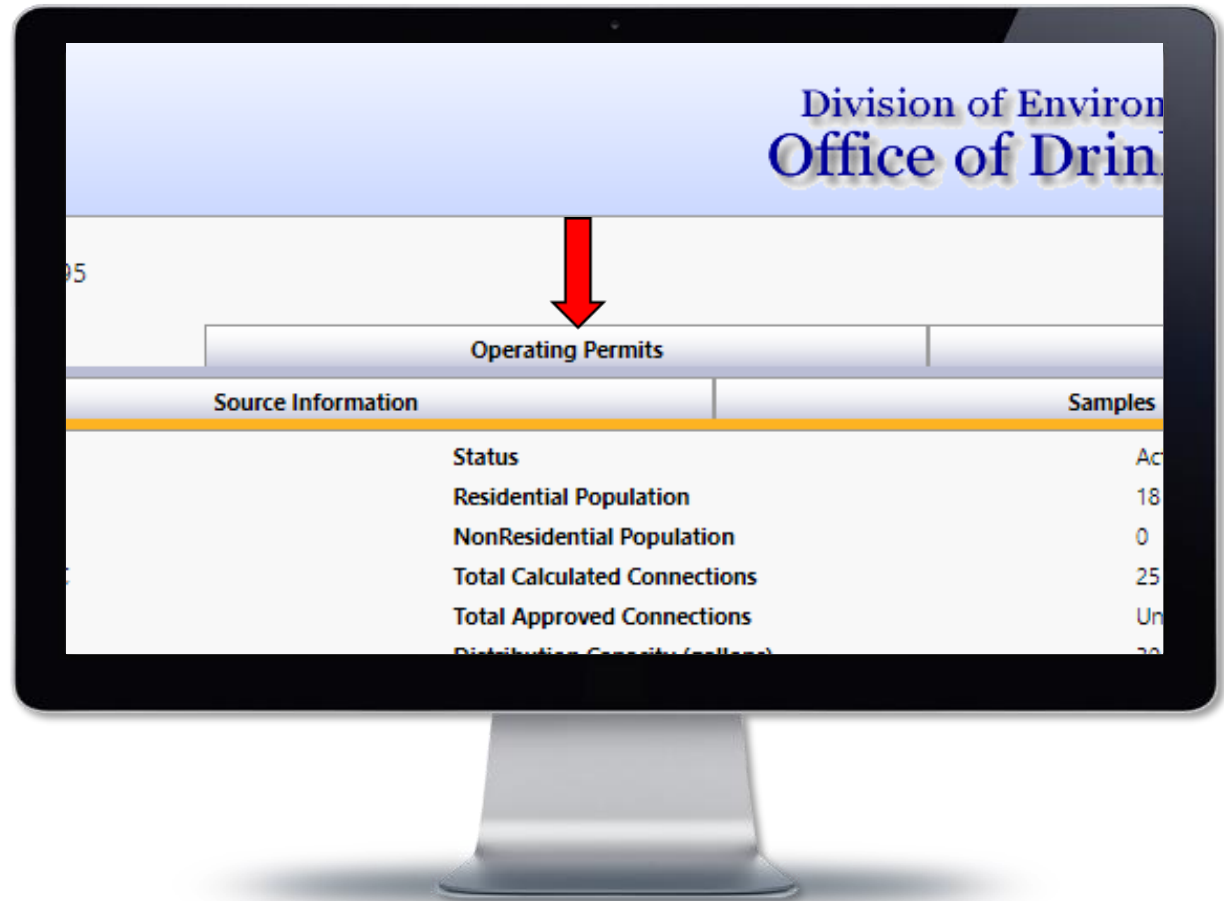 Division of Environ
Office of Drin
95
Operating Permits
Source Information
Samples
Status
Residential Population 18
NonResidential Population 0
Total Calculated Connections 25
Total Approved Connections Un